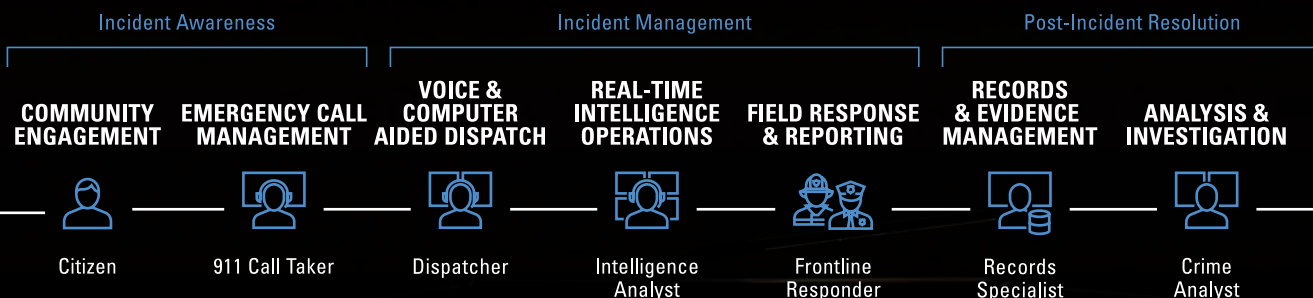 Incident Awareness
Incident Management
Post-Incident Resolution
COMMUNITY
ENGAGEMENT
EMERGENCY CALL
MANAGEMENT
VOICE &
COMPUTER
AIDED DISPATCH
REAL-TIME
INTELLIGENCE
OPERATIONS
FIELD RESPONSE
& REPORTING
RECORDS
& EVIDENCE
MANAGEMENT
ANALYSIS &
INVESTIGATION
Citizen
911 Call Taker
Dispatcher
Intelligence
Analyst
Frontline
Responder
Records
Specialist
Crime
Analyst